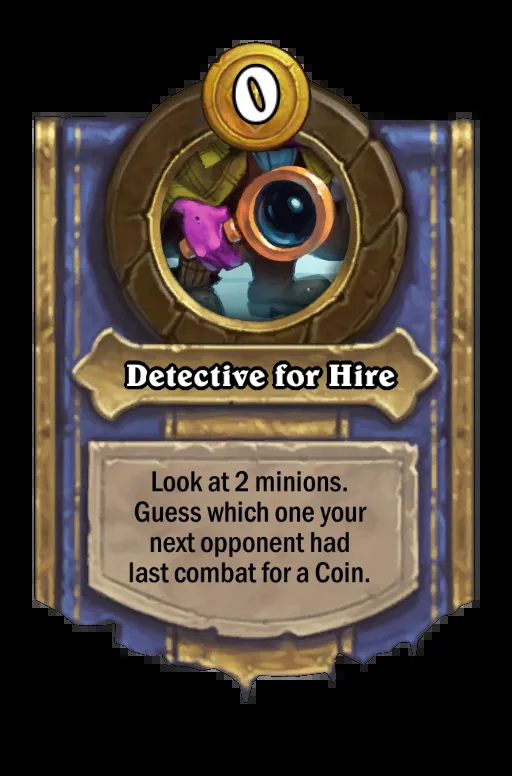 0
Detective for Hire
Look at 2 minions.
Guess which one your
next opponent had
last combat for a Coin.